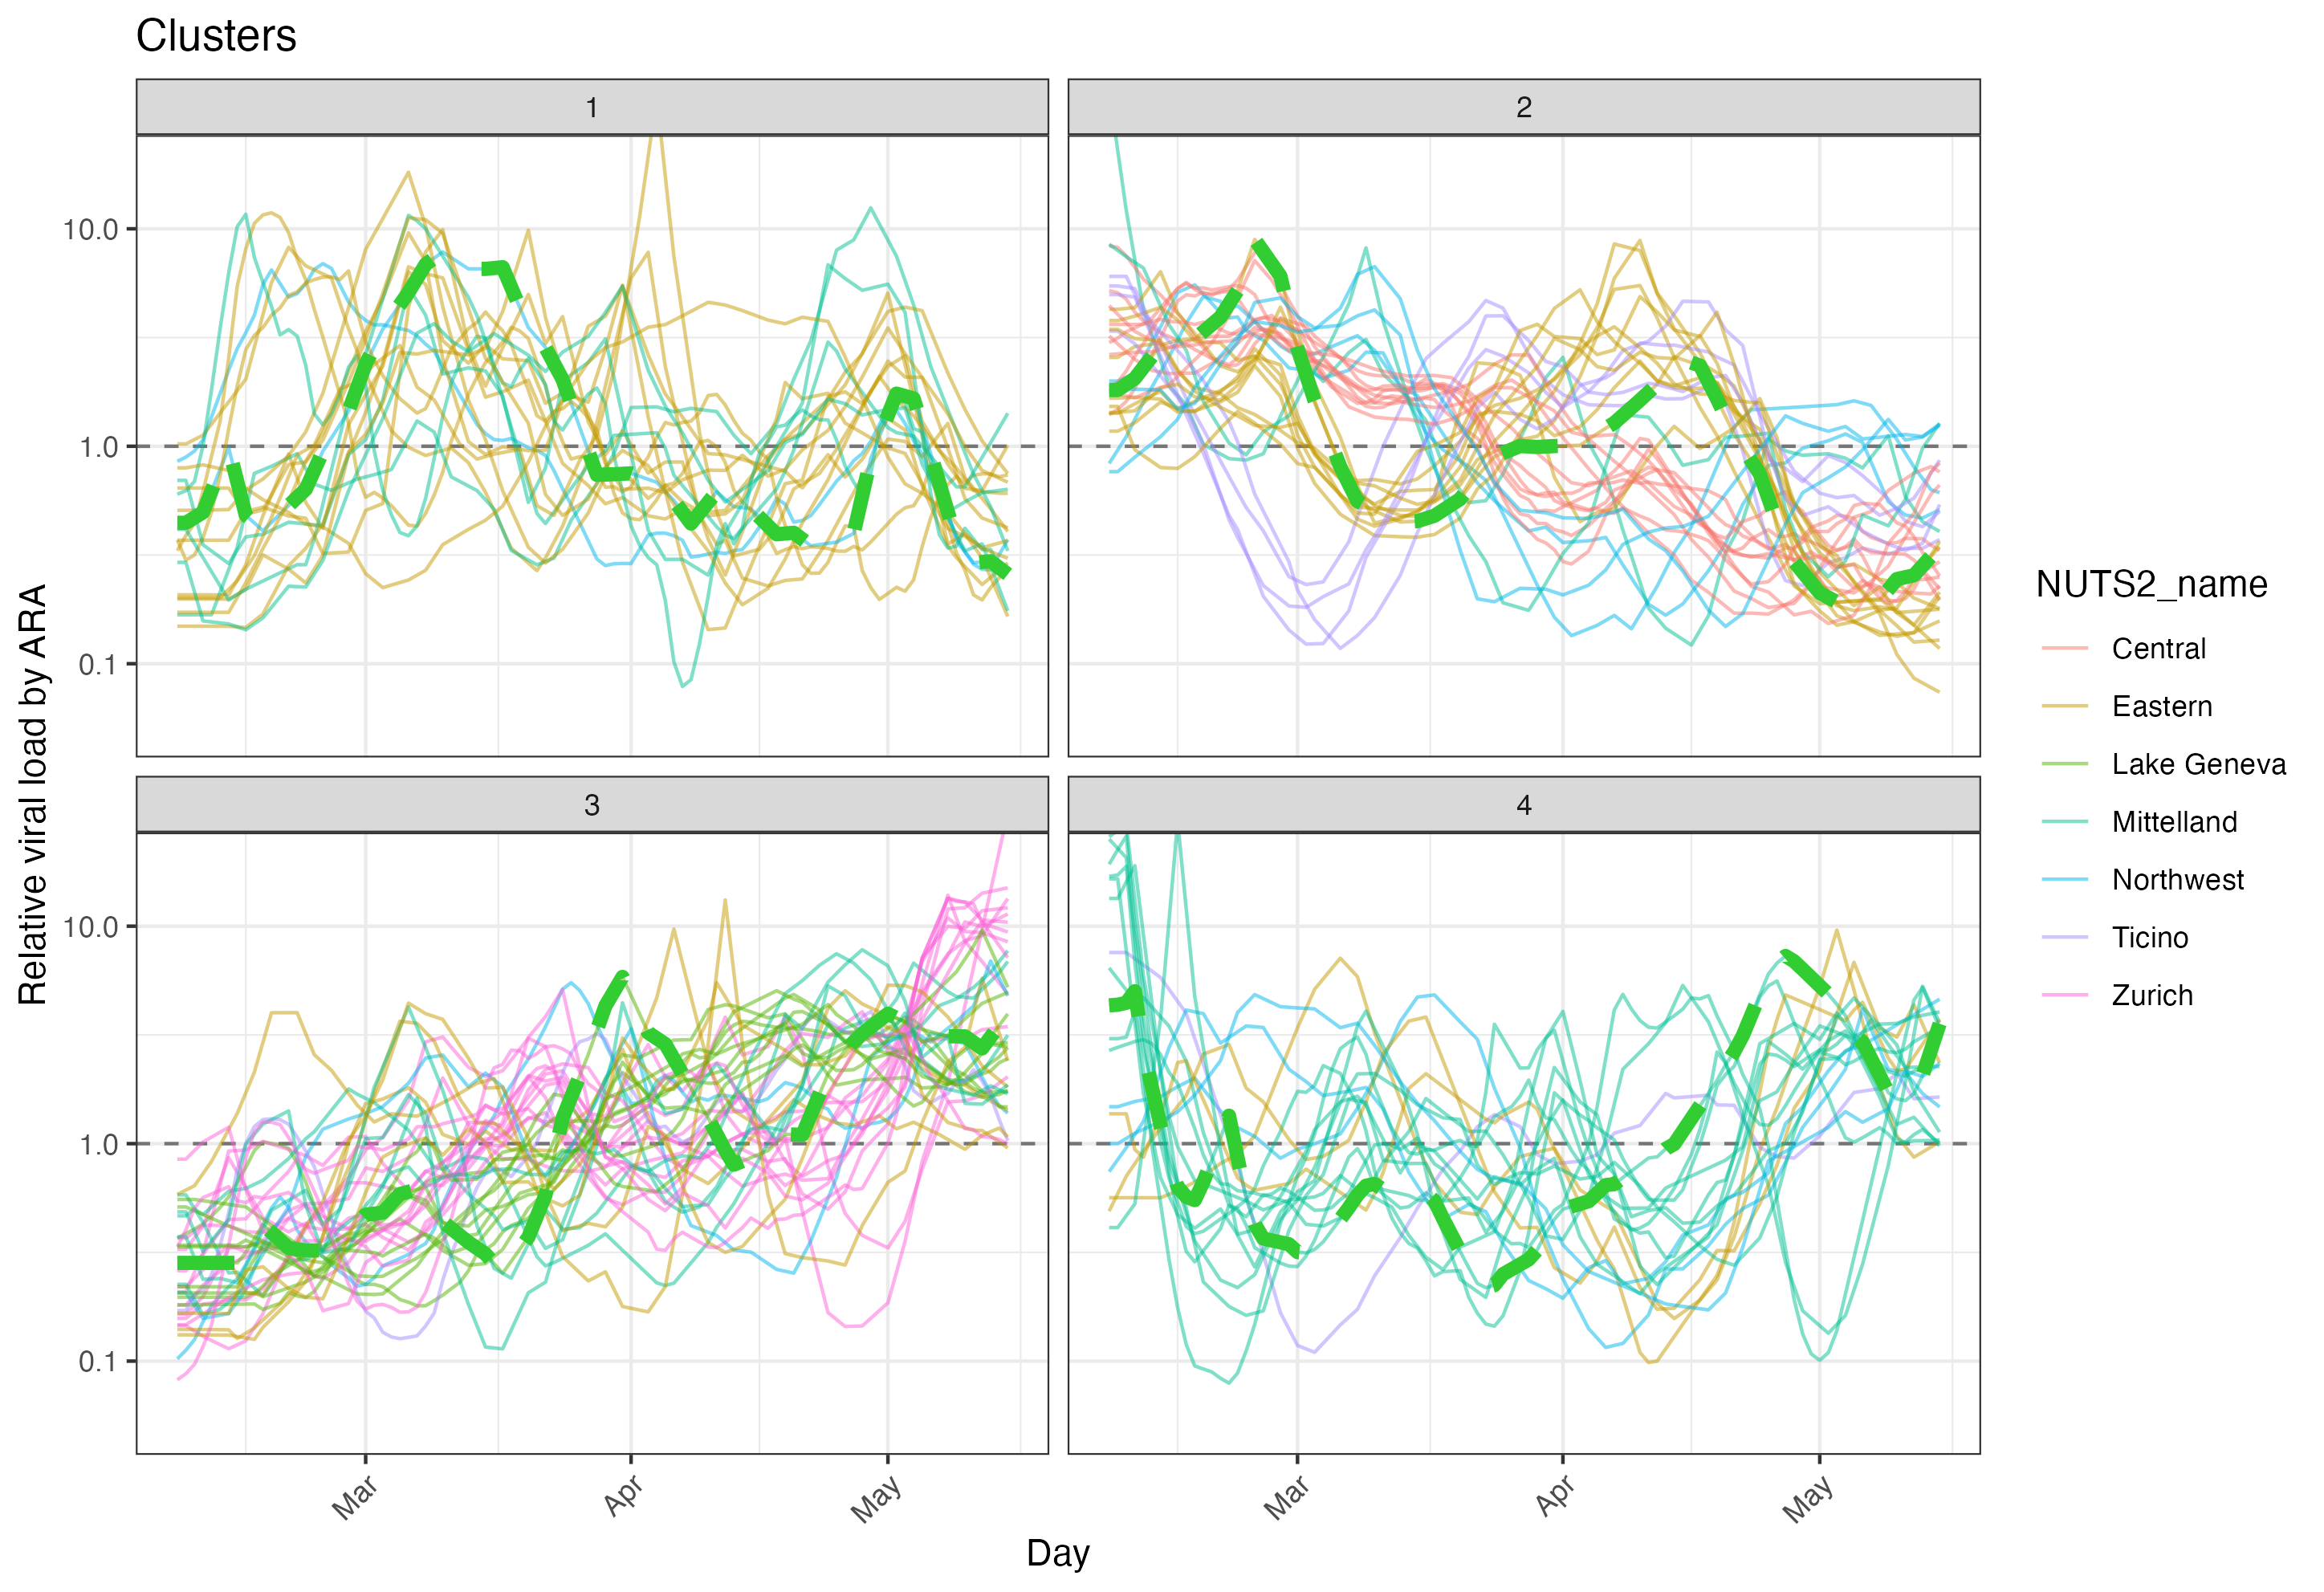 Clusters
1
2
10.0
1.0
0.1
3
4
10.0
1.0
0.1
Mar
Apr
May
Mar
Apr
May
Day
Relative viral load by ARA
NUTS2_name
Central
Eastern
Lake Geneva
Mittelland
Northwest
Ticino
Zurich